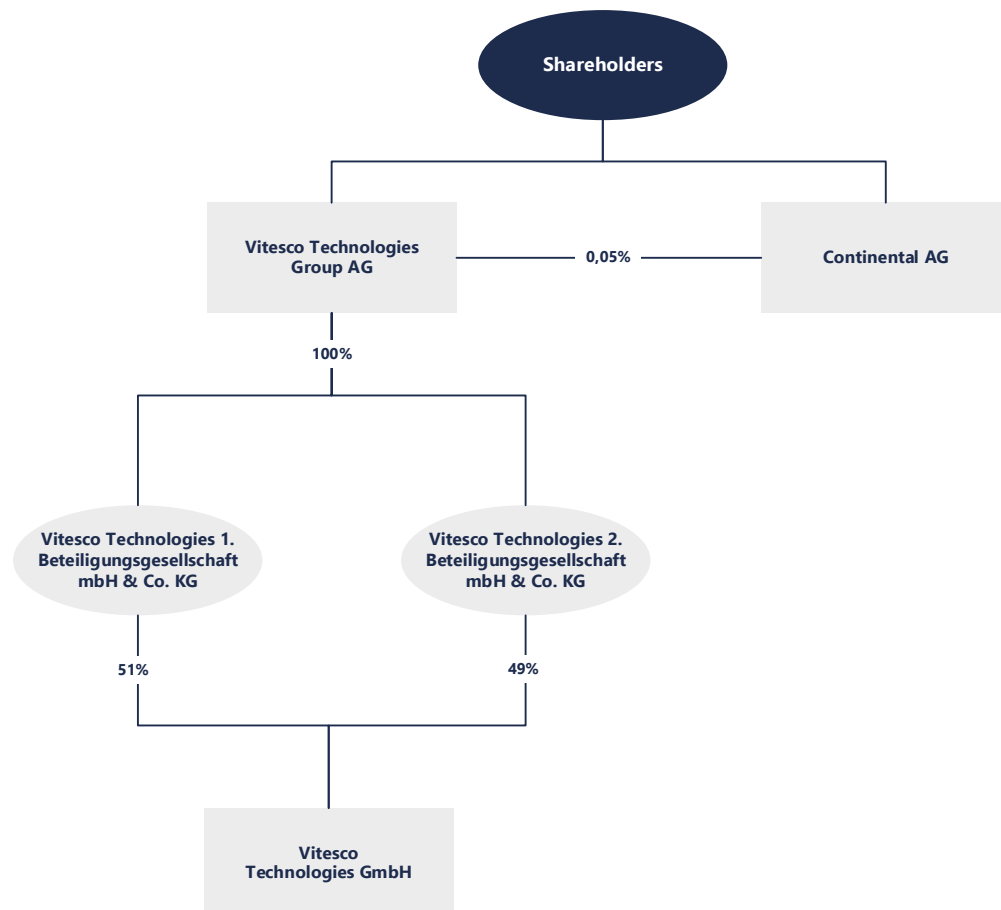 Shareholders
Vitesco Technologies
Group AG
0,05%
Continental AG
100%
Vitesco Technologies 1.
Beteiligungsgesellschaft
mbH & Co. KG
Vitesco Technologies 2.
Beteiligungsgesellschaft
mbH & Co. KG
51%
49%
Vitesco
Technologies GmbH